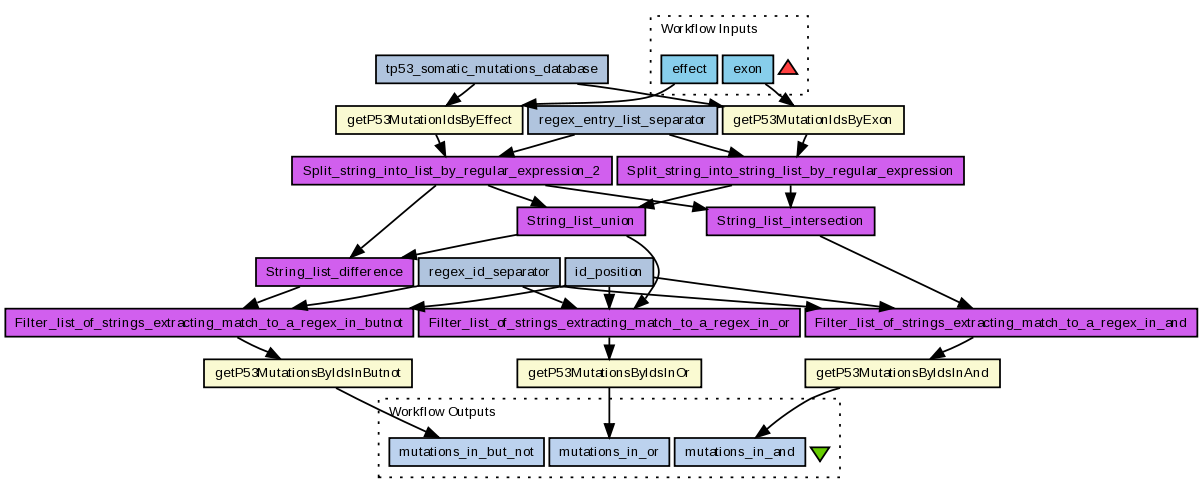 Workflow Inputs
tp53_somatic_mutations_database
effect
exon
getP53MutationIdsByEffect
regex_entry_list_separator
getP53MutationIdsByExon
Split_string_into_list_by_regular_expression_2
Split_string_into_string_list_by_regular_expression
String_list_union
String_list_intersection
String_list_difference
regex_id_separator
id_position
Filter_list_of_strings_extracting_match_to_a_regex_in_butnot
Filter_list_of_strings_extracting_match_to_a_regex_in_or
Filter_list_of_strings_extracting_match_to_a_regex_in_and
getP53MutationsByIdsInButnot
getP53MutationsByIdsInOr
getP53MutationsByIdsInAnd
Workflow Outputs
mutations_in_but_not
mutations_in_or
mutations_in_and